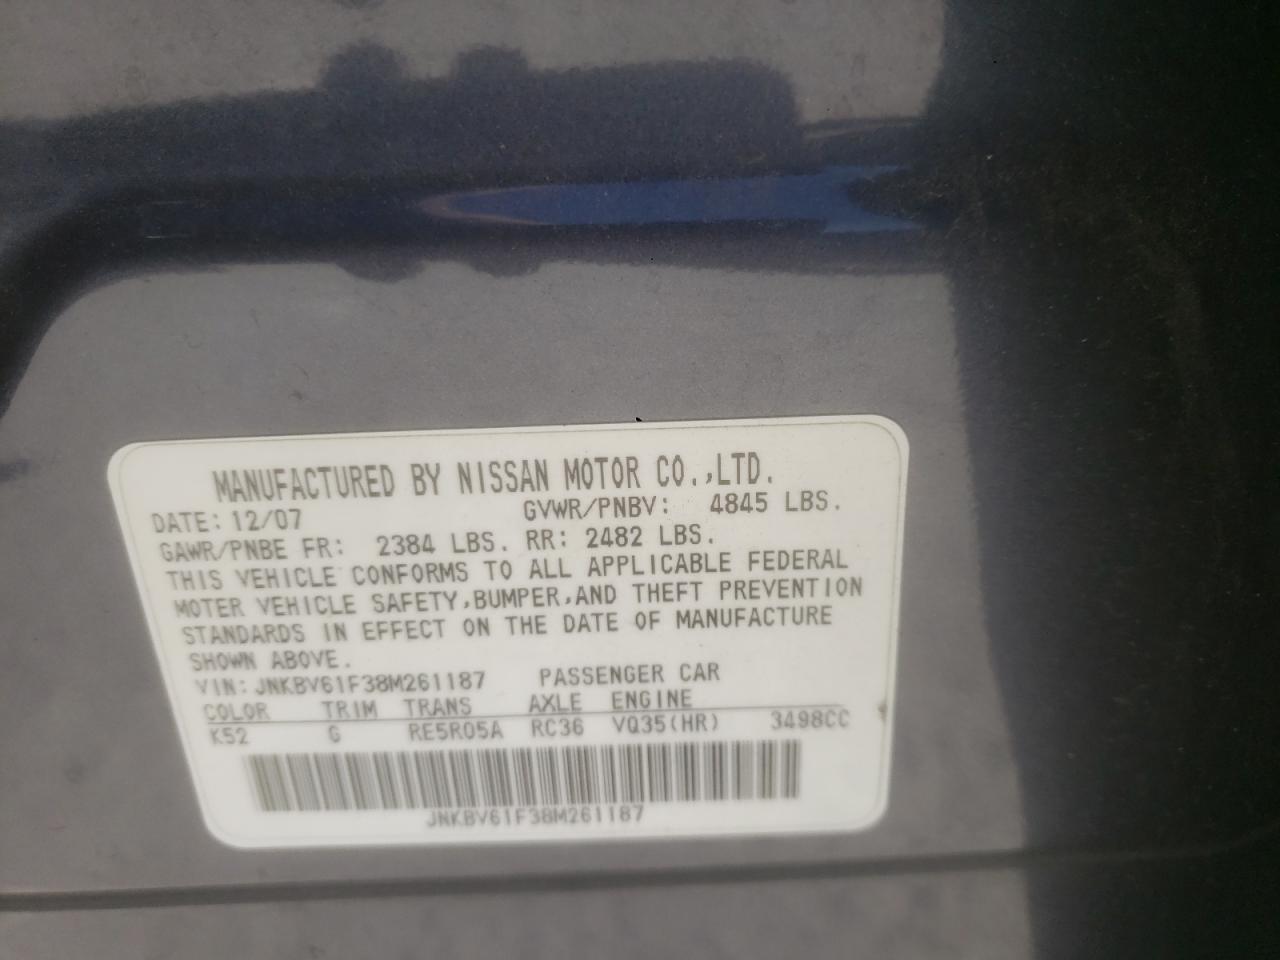 MANUFACTURED BY NISSAN MOTOR CO.,LTD.
DATE: 12/07 GVWR/PNBV: 4845 LBS.
GAWR/PNBE FR: 2384 LBS. RR: 2482 LBS.
THIS VEHICLE CONFORMS TO ALL APPLICABLE FEDERAL
MOTER VEHICLE SAFETY,BUMPER,AND THEFT PREVENTION
STANDARDS IN EFFECT ON THE DATE OF MANUFACTURE
SHOWN ABOVE.
VIN: JNKBV61F38M261187 PASSENGER CAR
COLOR TRIM TRANS AXLE ENGINE
K52 G RE5R05A RC36 VQ35(HR) 3498CC
JNKBV61F38M261187